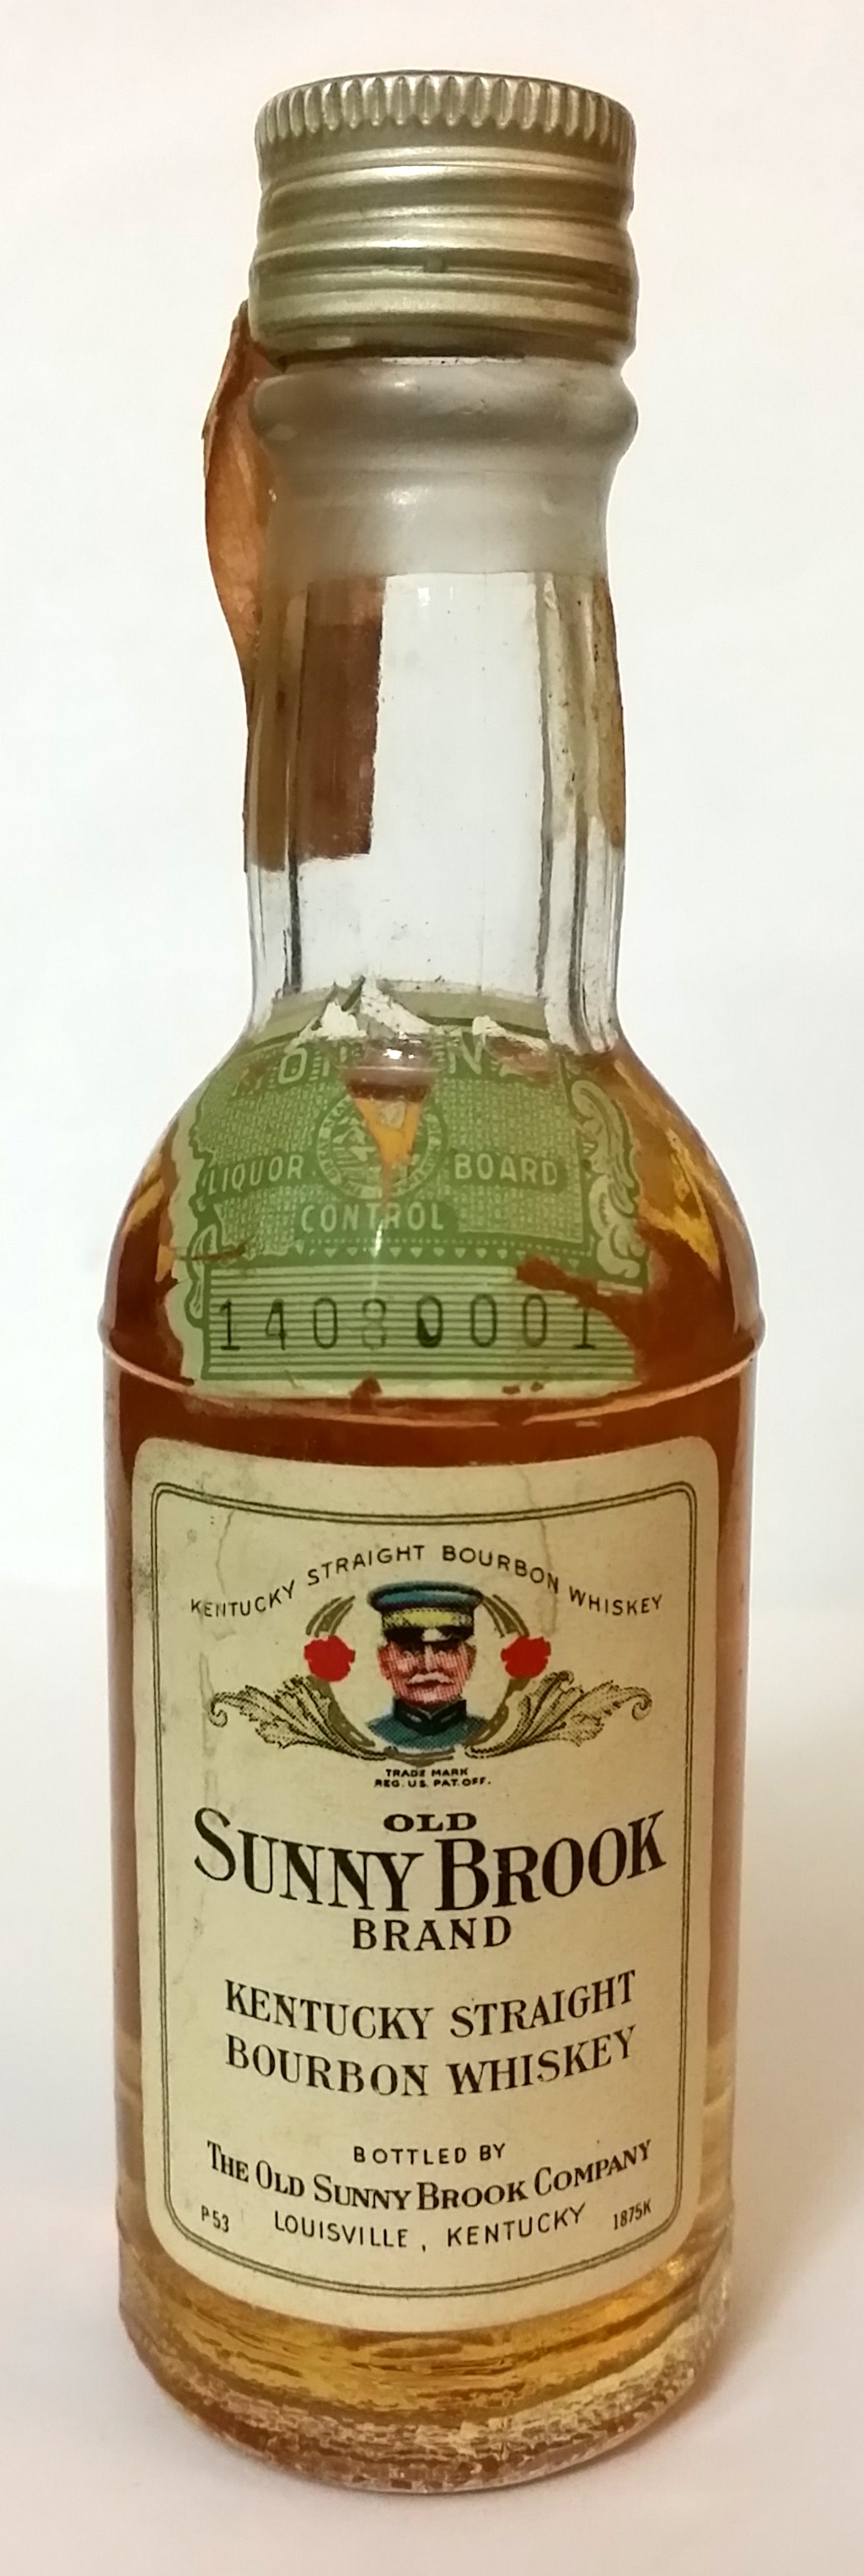 LIQUOR BOARD
CONTROL
KENTUCKY STRAIGHT BOURBON WHISKEY
TRADE MARK
REG. U.S. PAT. OFF.
OLD
SUNNY BROOK
BRAND
KENTUCKY STRAIGHT
BOURBON WHISKEY
BOTTLED BY
THE OLD SUNNY BROOK COMPANY
P53 LOUISVILLE, KENTUCKY 1875K